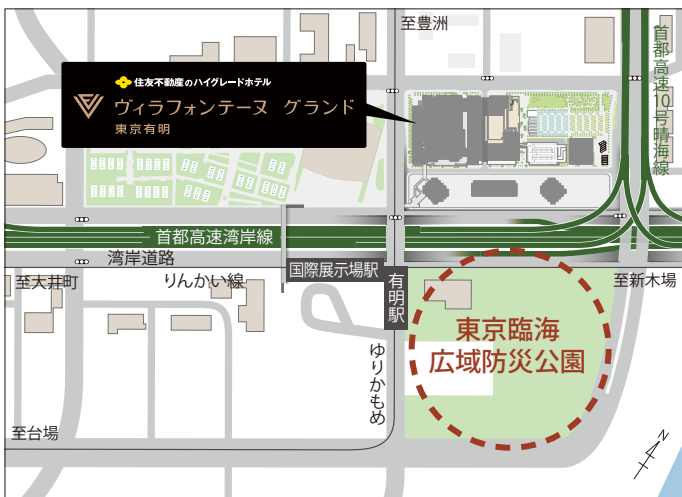 至豊洲
首都高速10号晴海線
住友不動産のハイグレードホテル
ヴィラフォンテーヌ グランド
東京有明
首都高速湾岸線
湾岸道路
国際展示場駅
至大井町
りんかい線
有明駅
至新木場
東京臨海
広域防災公園
ゆりかもめ
至台場
N